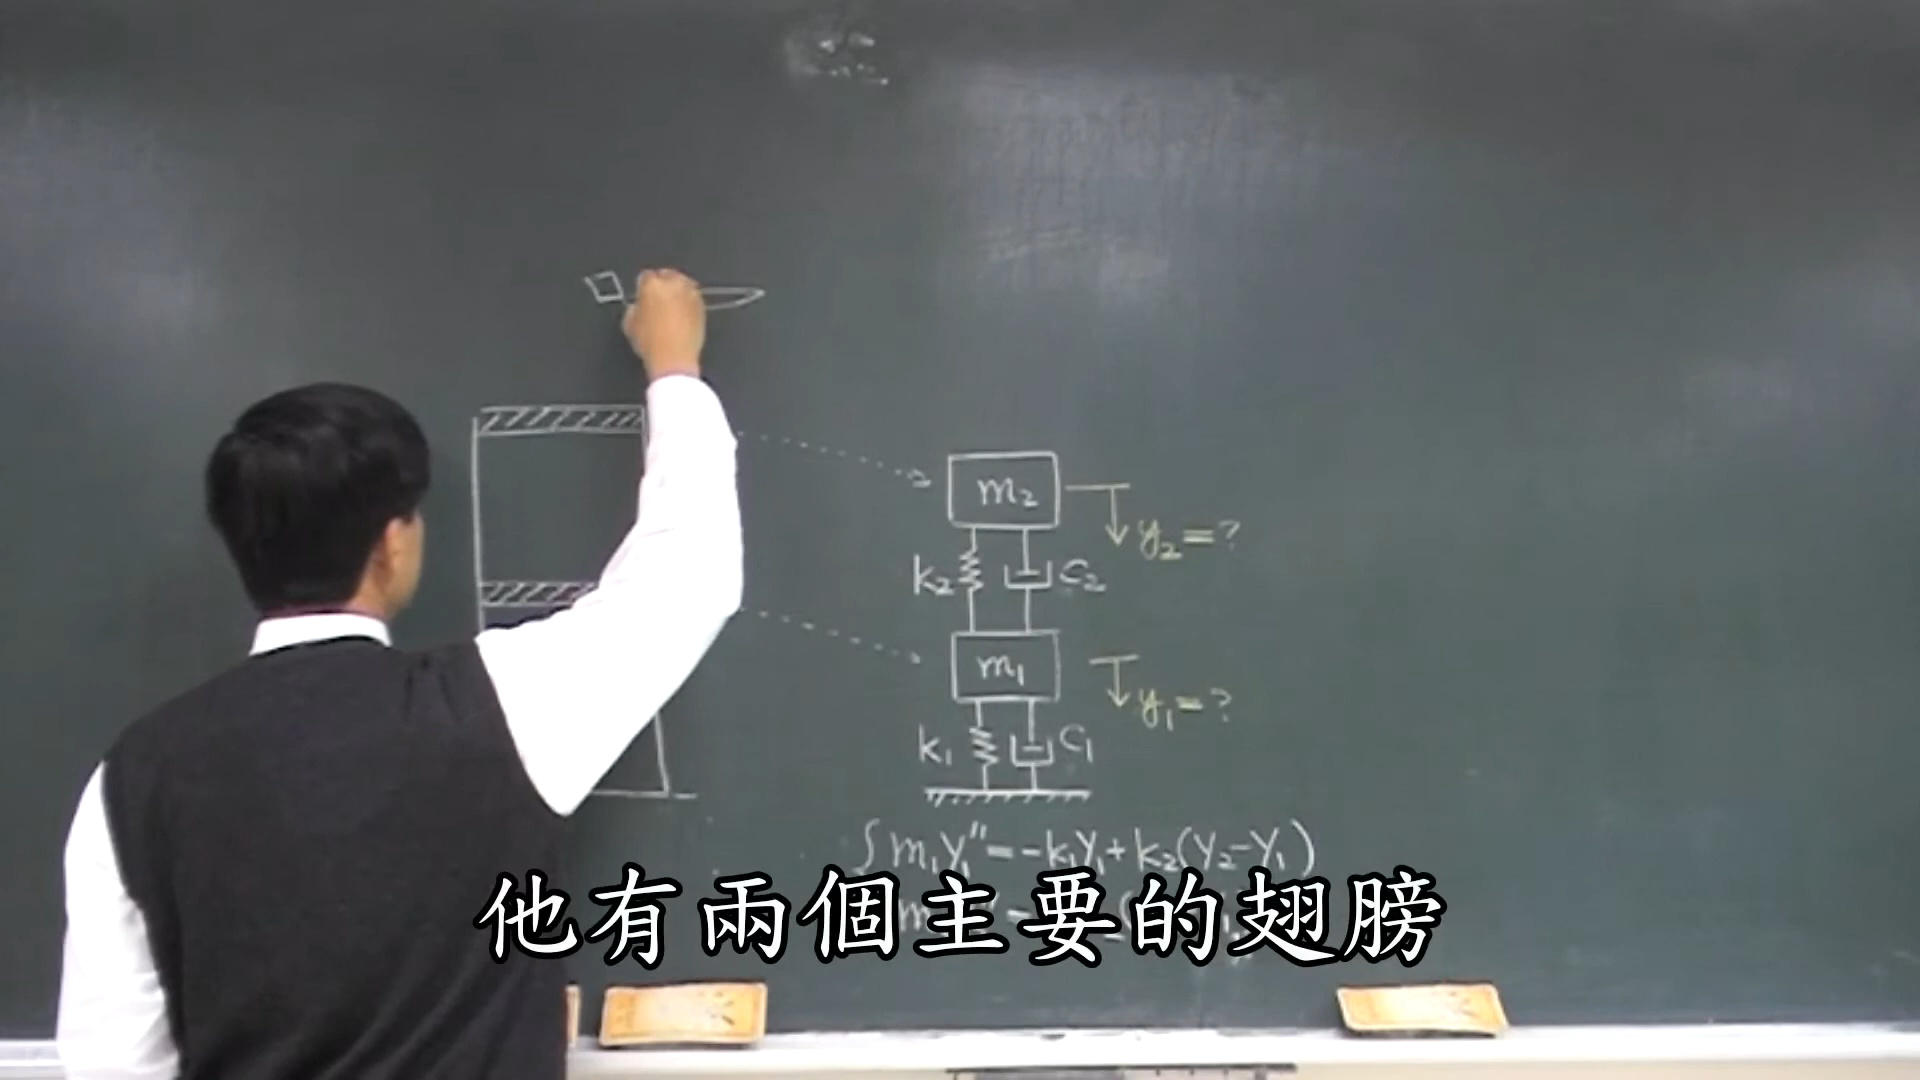 m₂
y₂=?
k₂
c₂
m₁
y₁=?
k₁
c₁
m₁y₁''=-k₁y₁+k₂(y₂-y₁)
他有兩個主要的翅膀